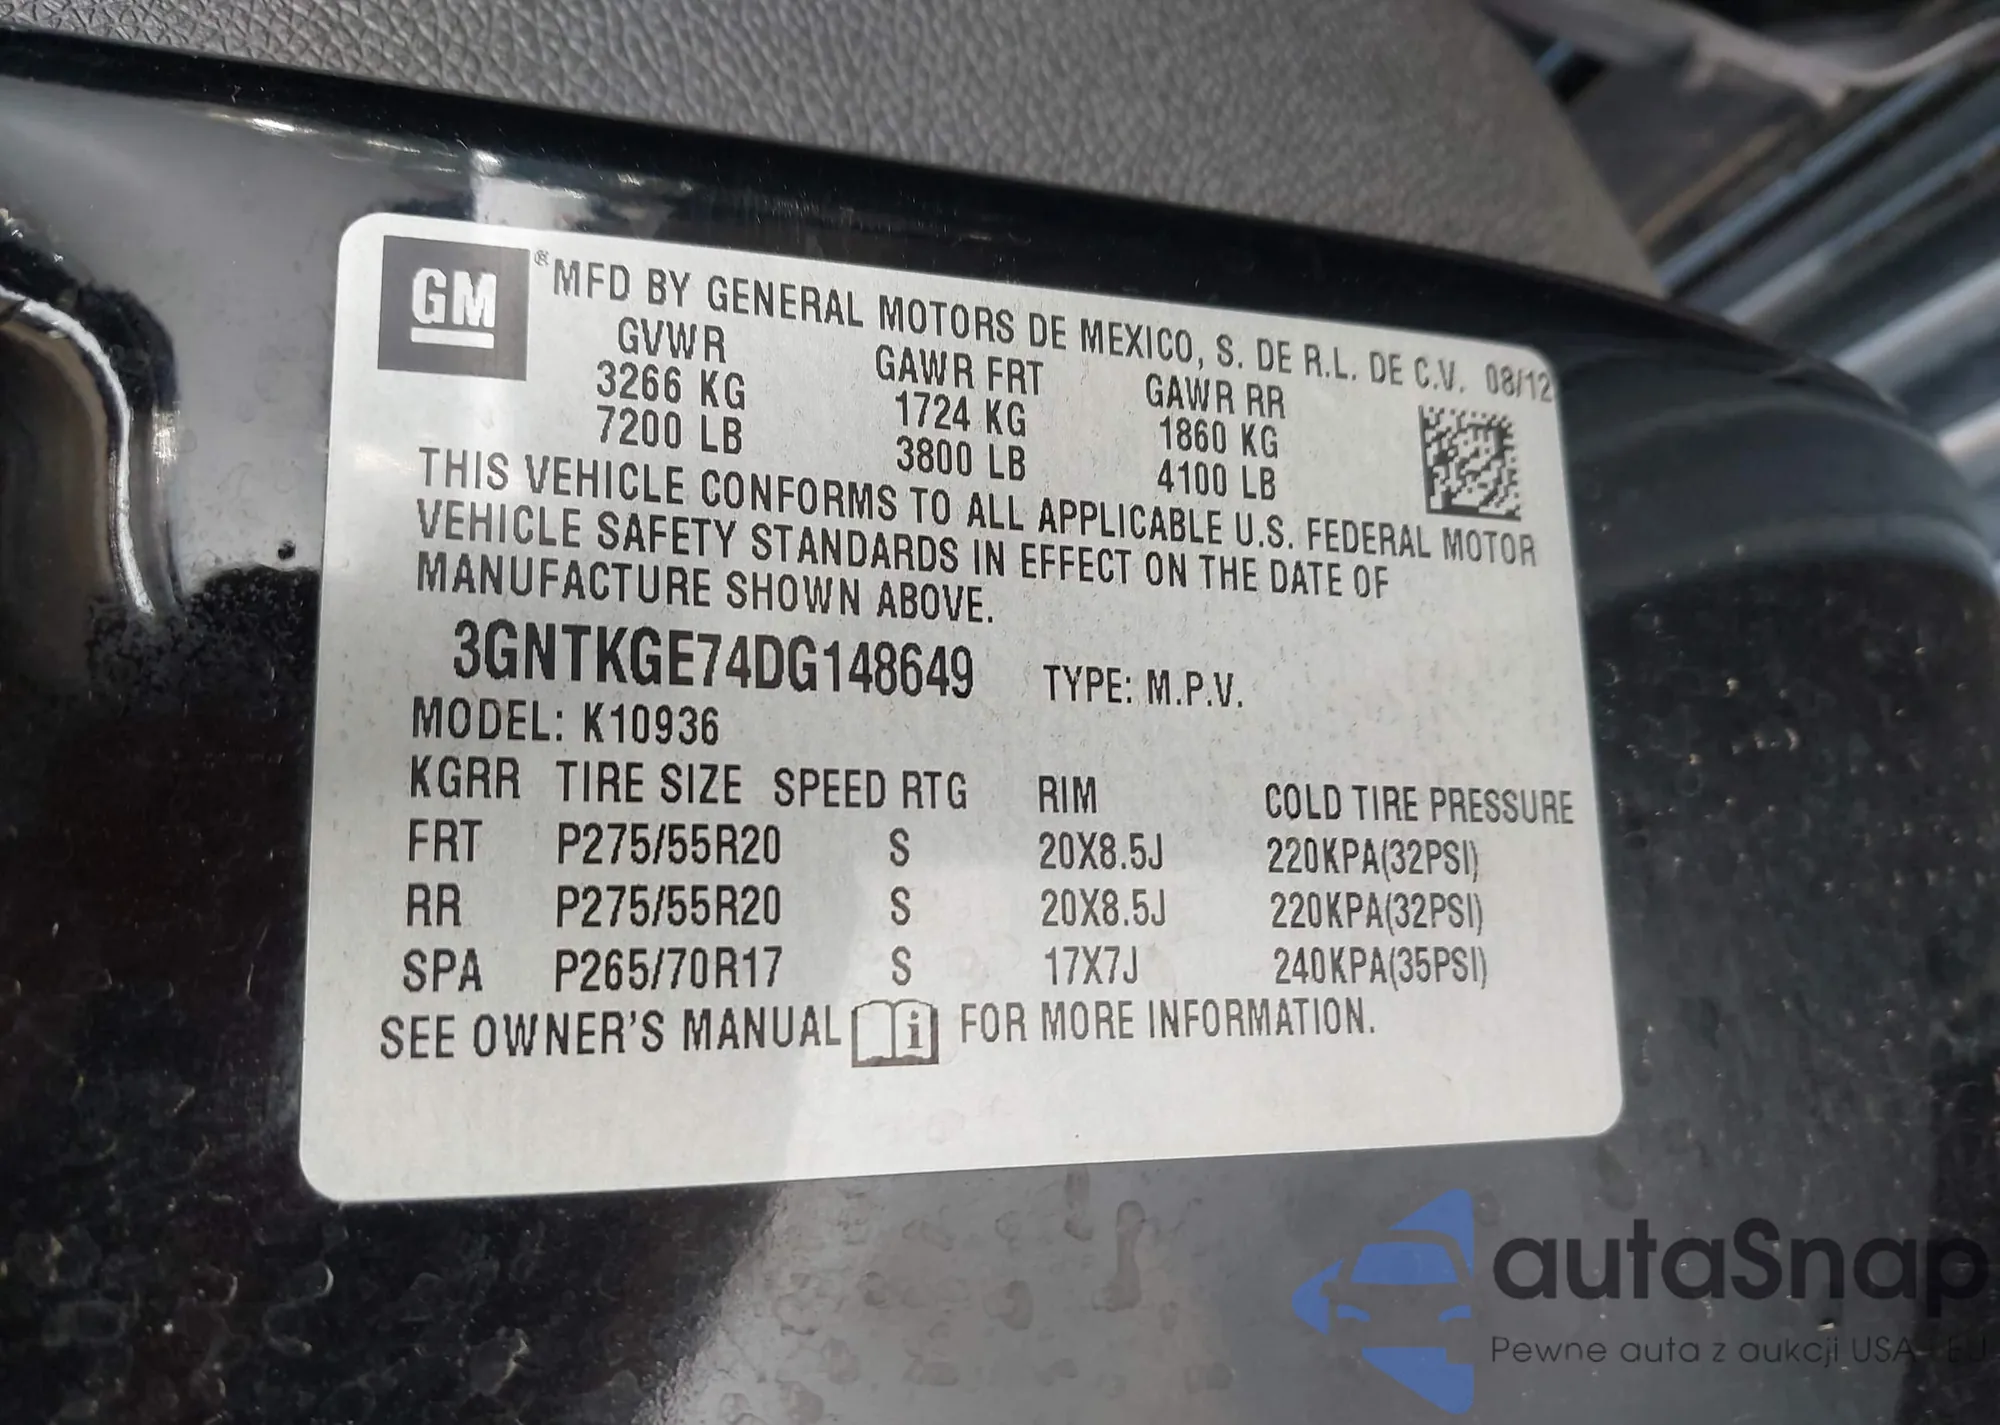 GM ® MFD BY GENERAL MOTORS DE MEXICO, S. DE R.L. DE C.V. 08/12
GVWR GAWR FRT GAWR RR
3266 KG 1724 KG 1860 KG
7200 LB 3800 LB 4100 LB
THIS VEHICLE CONFORMS TO ALL APPLICABLE U.S. FEDERAL MOTOR
VEHICLE SAFETY STANDARDS IN EFFECT ON THE DATE OF
MANUFACTURE SHOWN ABOVE.
3GNTKGE74DG148649 TYPE: M.P.V.
MODEL: K10936
KGRR TIRE SIZE SPEED RTG RIM COLD TIRE PRESSURE
FRT P275/55R20 S 20X8.5J 220KPA(32PSI)
RR P275/55R20 S 20X8.5J 220KPA(32PSI)
SPA P265/70R17 S 17X7J 240KPA(35PSI)
SEE OWNER'S MANUAL i FOR MORE INFORMATION.
autaSnap
Pewne auta z aukcji USA - EU